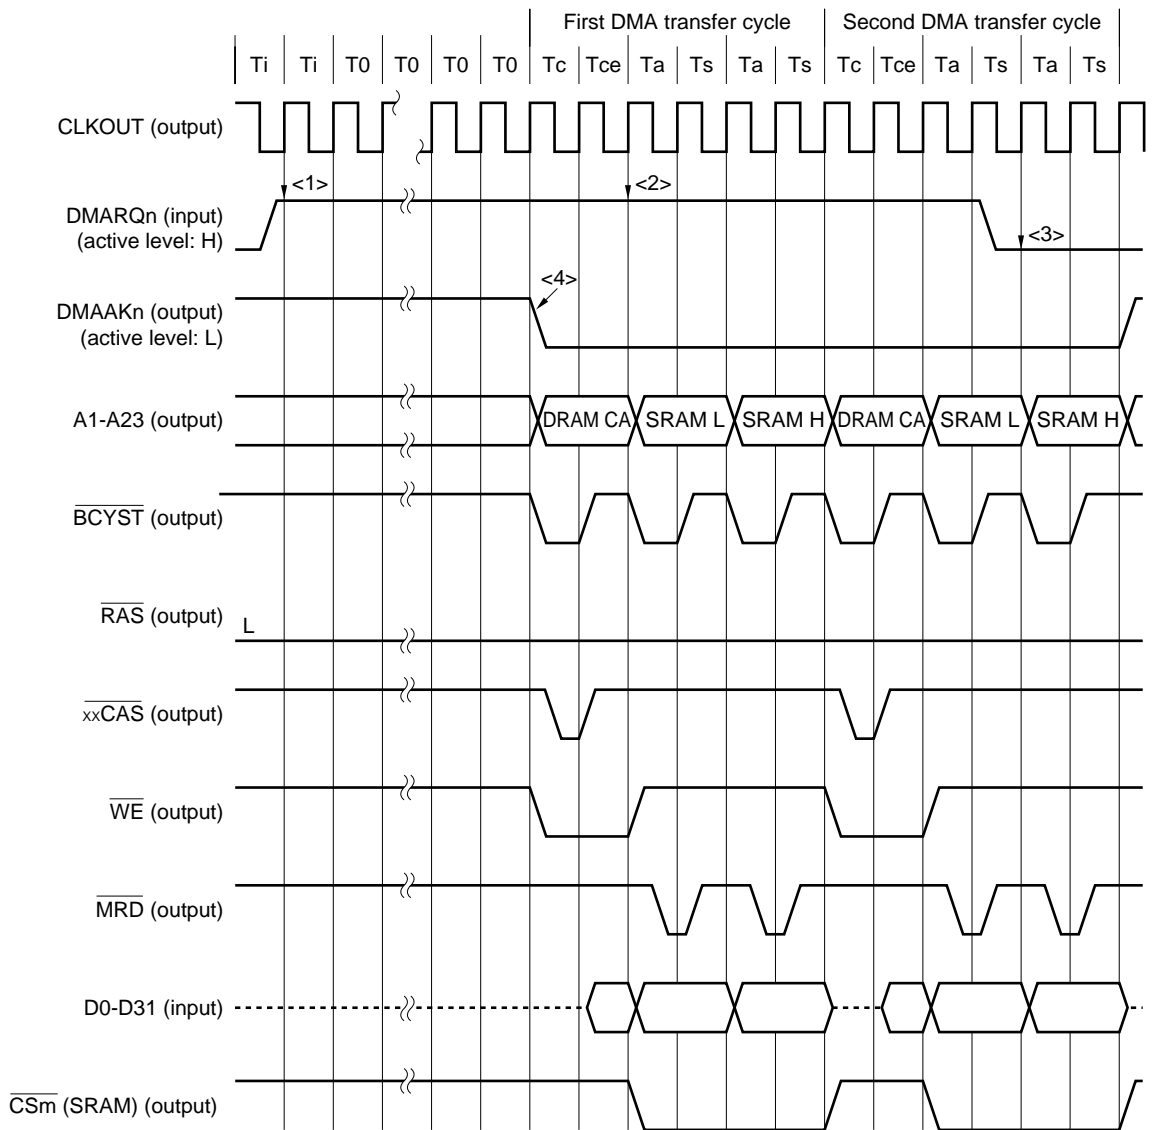 First DMA transfer cycle Second DMA transfer cycle
Ti Ti T0 T0 T0 T0 Tc Tce Ta Ts Ta Ts Tc Tce Ta Ts Ta Ts
CLKOUT (output)
<1> <2>
DMARQn (input)
(active level: H)
<3>
<4>
DMAAKn (output)
(active level: L)
A1-A23 (output) DRAM CA SRAM L SRAM H DRAM CA SRAM L SRAM H
BCYST (output)
RAS (output) L
xxCAS (output)
WE (output)
MRD (output)
D0-D31 (input)
CSm (SRAM) (output)